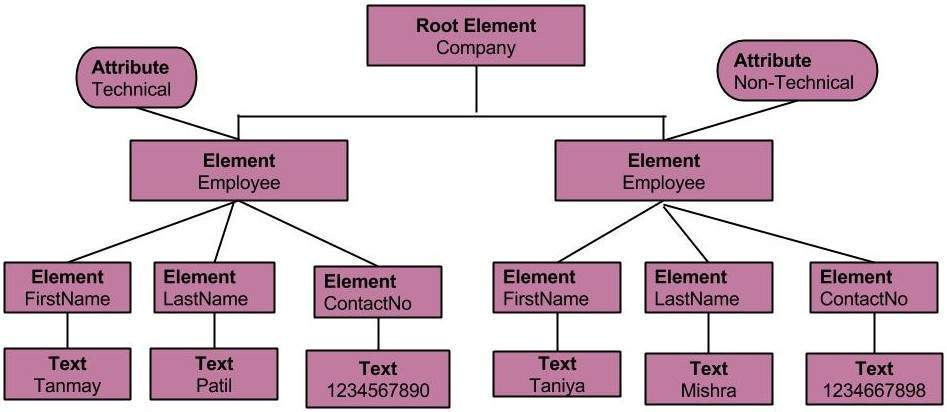 Root Element
Company
Attribute
Technical
Attribute
Non-Technical
Element
Employee
Element
Employee
Element
FirstName
Element
LastName
Element
ContactNo
Element
FirstName
Element
LastName
Element
ContactNo
Text
Tanmay
Text
Patil
Text
1234567890
Text
Taniya
Text
Mishra
Text
1234667898